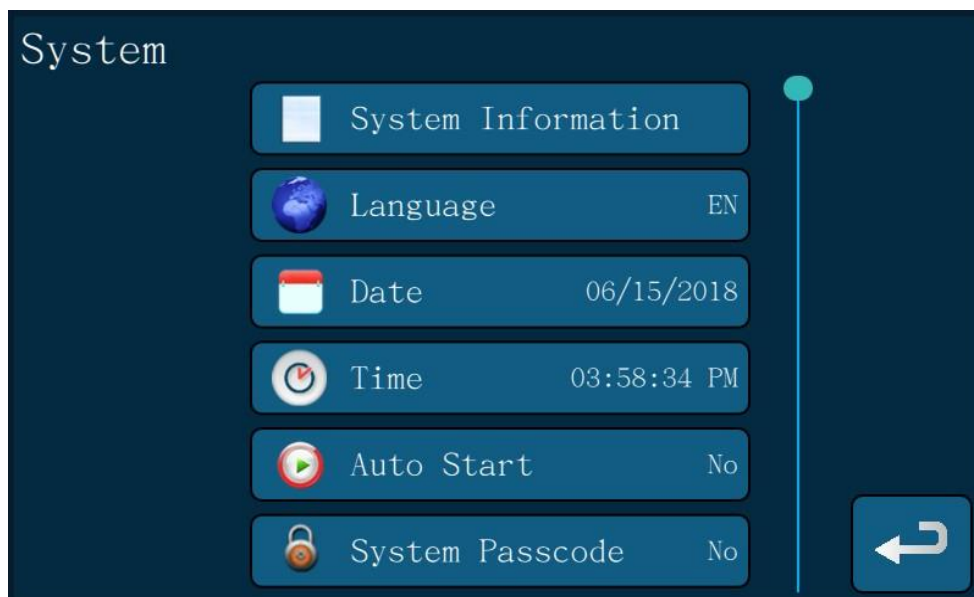 System
System Information
Language EN
Date 06/15/2018
Time 03:58:34 PM
Auto Start No
System Passcode No